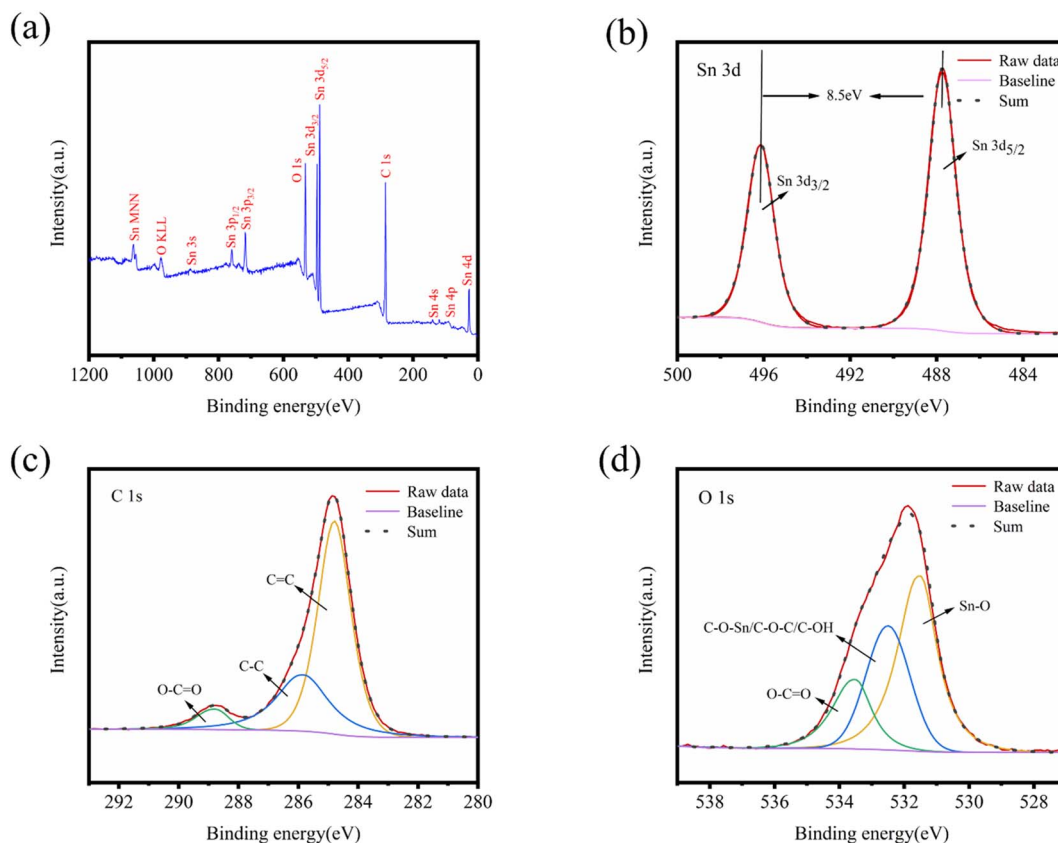 (a)
Sn MNN
O KLL
Sn 3s
Sn 3p1/2
Sn 3p3/2
O 1s
Sn 3d3/2
Sn 3d5/2
C 1s
Sn 4s
Sn 4p
Sn 4d
Intensity(a.u.)
1200 1000 800 600 400 200 0
Binding energy(eV)
(b)
Sn 3d
Raw data
Baseline
Sum
8.5eV
Sn 3d5/2
Sn 3d3/2
Intensity(a.u.)
500 496 492 488 484
Binding energy(eV)
(c)
C 1s
Raw data
Baseline
Sum
C=C
C-C
O-C=O
Intensity(a.u.)
292 290 288 286 284 282 280
Binding energy(eV)
(d)
O 1s
Raw data
Baseline
Sum
Sn-O
C-O-Sn/C-O-C/C-OH
O-C=O
Intensity(a.u.)
538 536 534 532 530 528
Binding energy(eV)